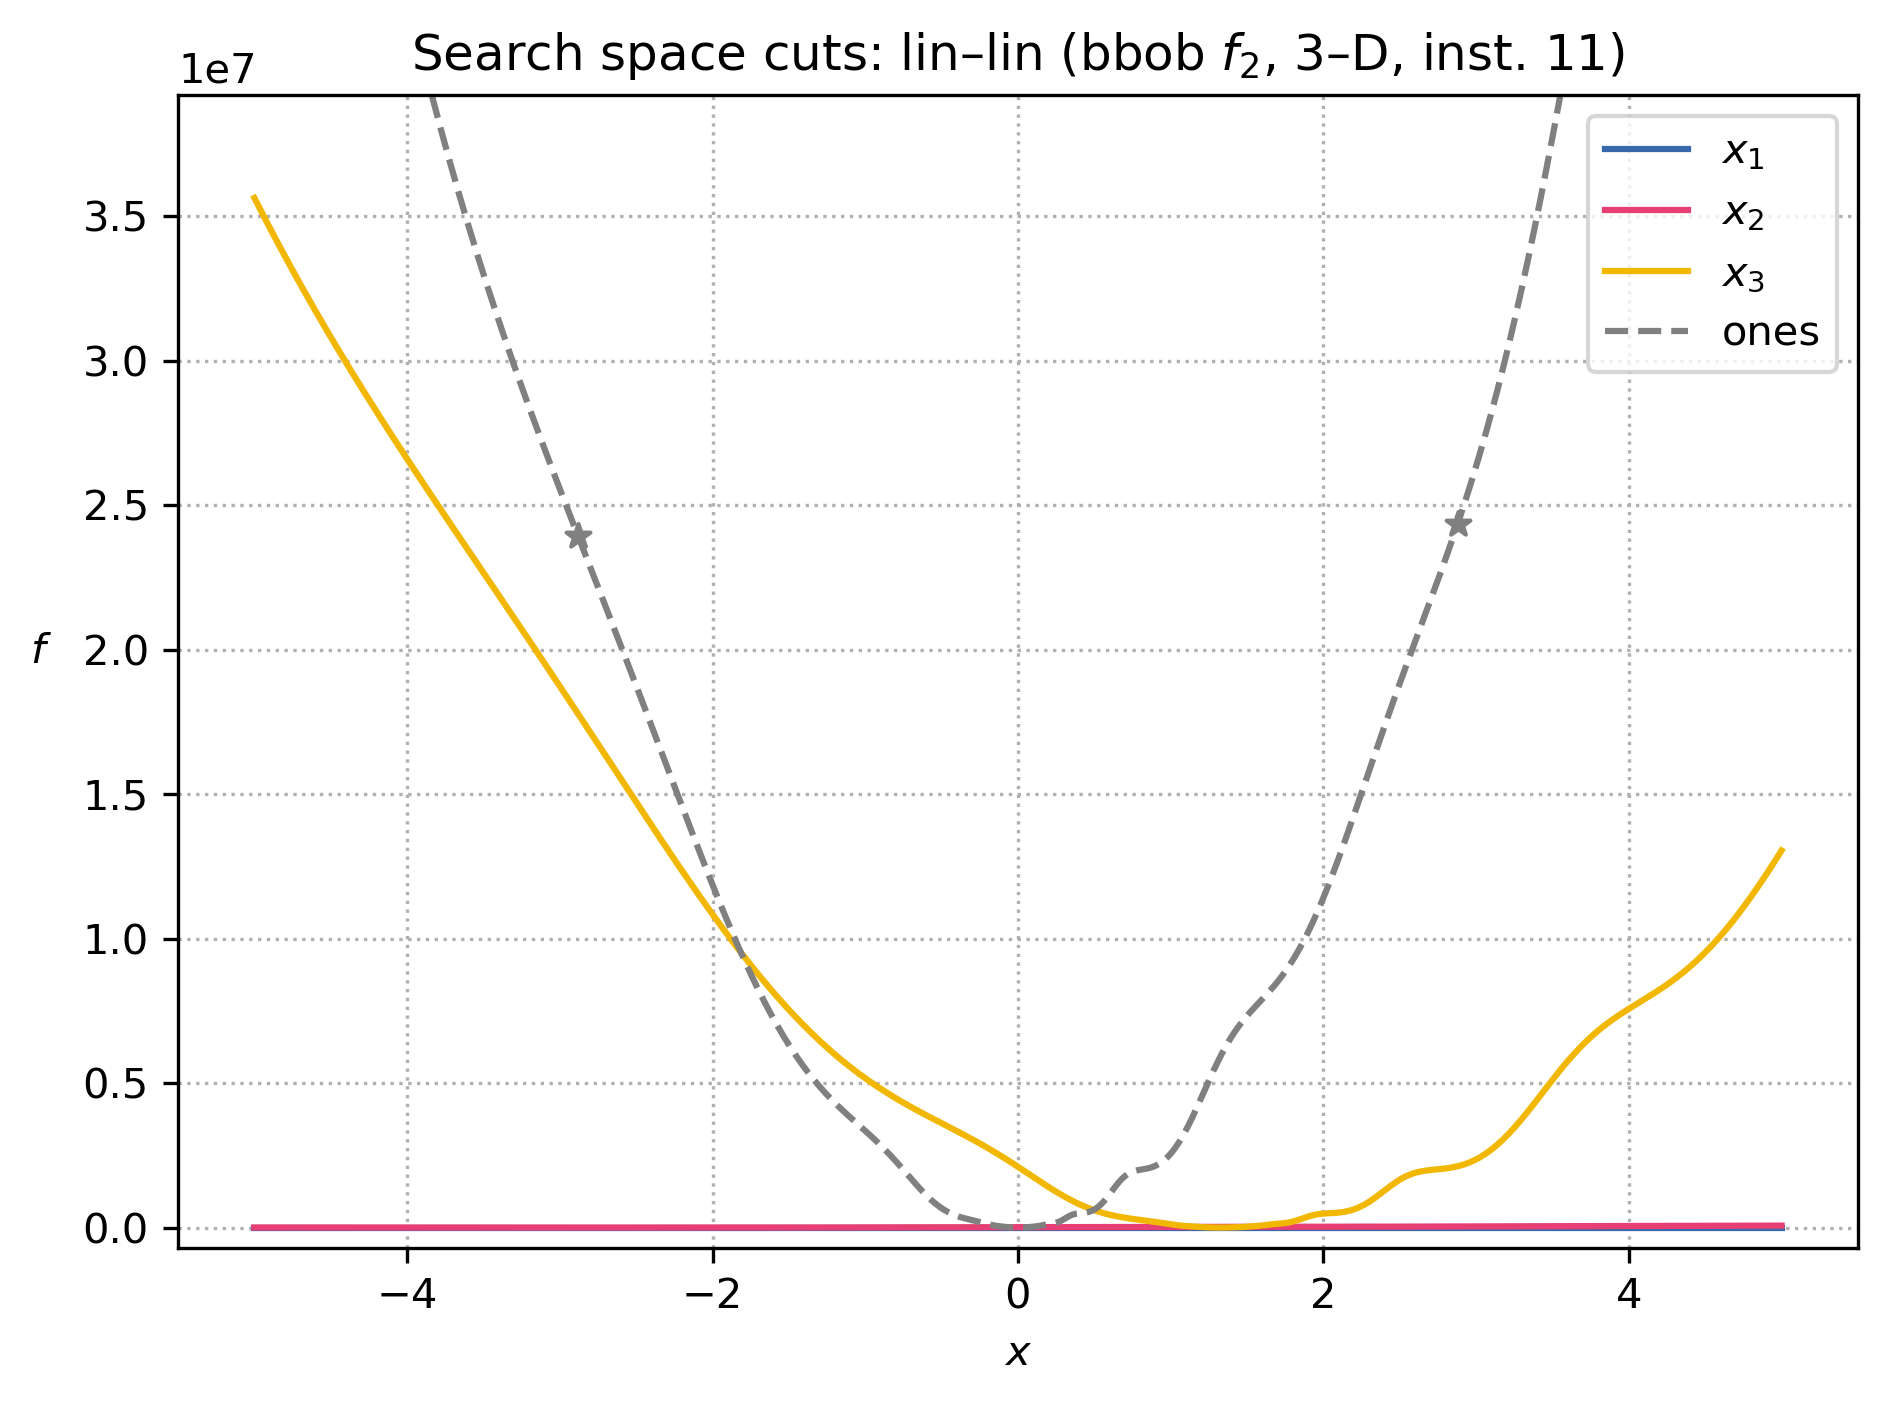 1e7
Search space cuts: lin–lin (bbob f₂, 3–D, inst. 11)
x₁
x₂
x₃
ones
3.5
3.0
2.5
2.0
1.5
1.0
0.5
0.0
f
−4 −2 0 2 4
x